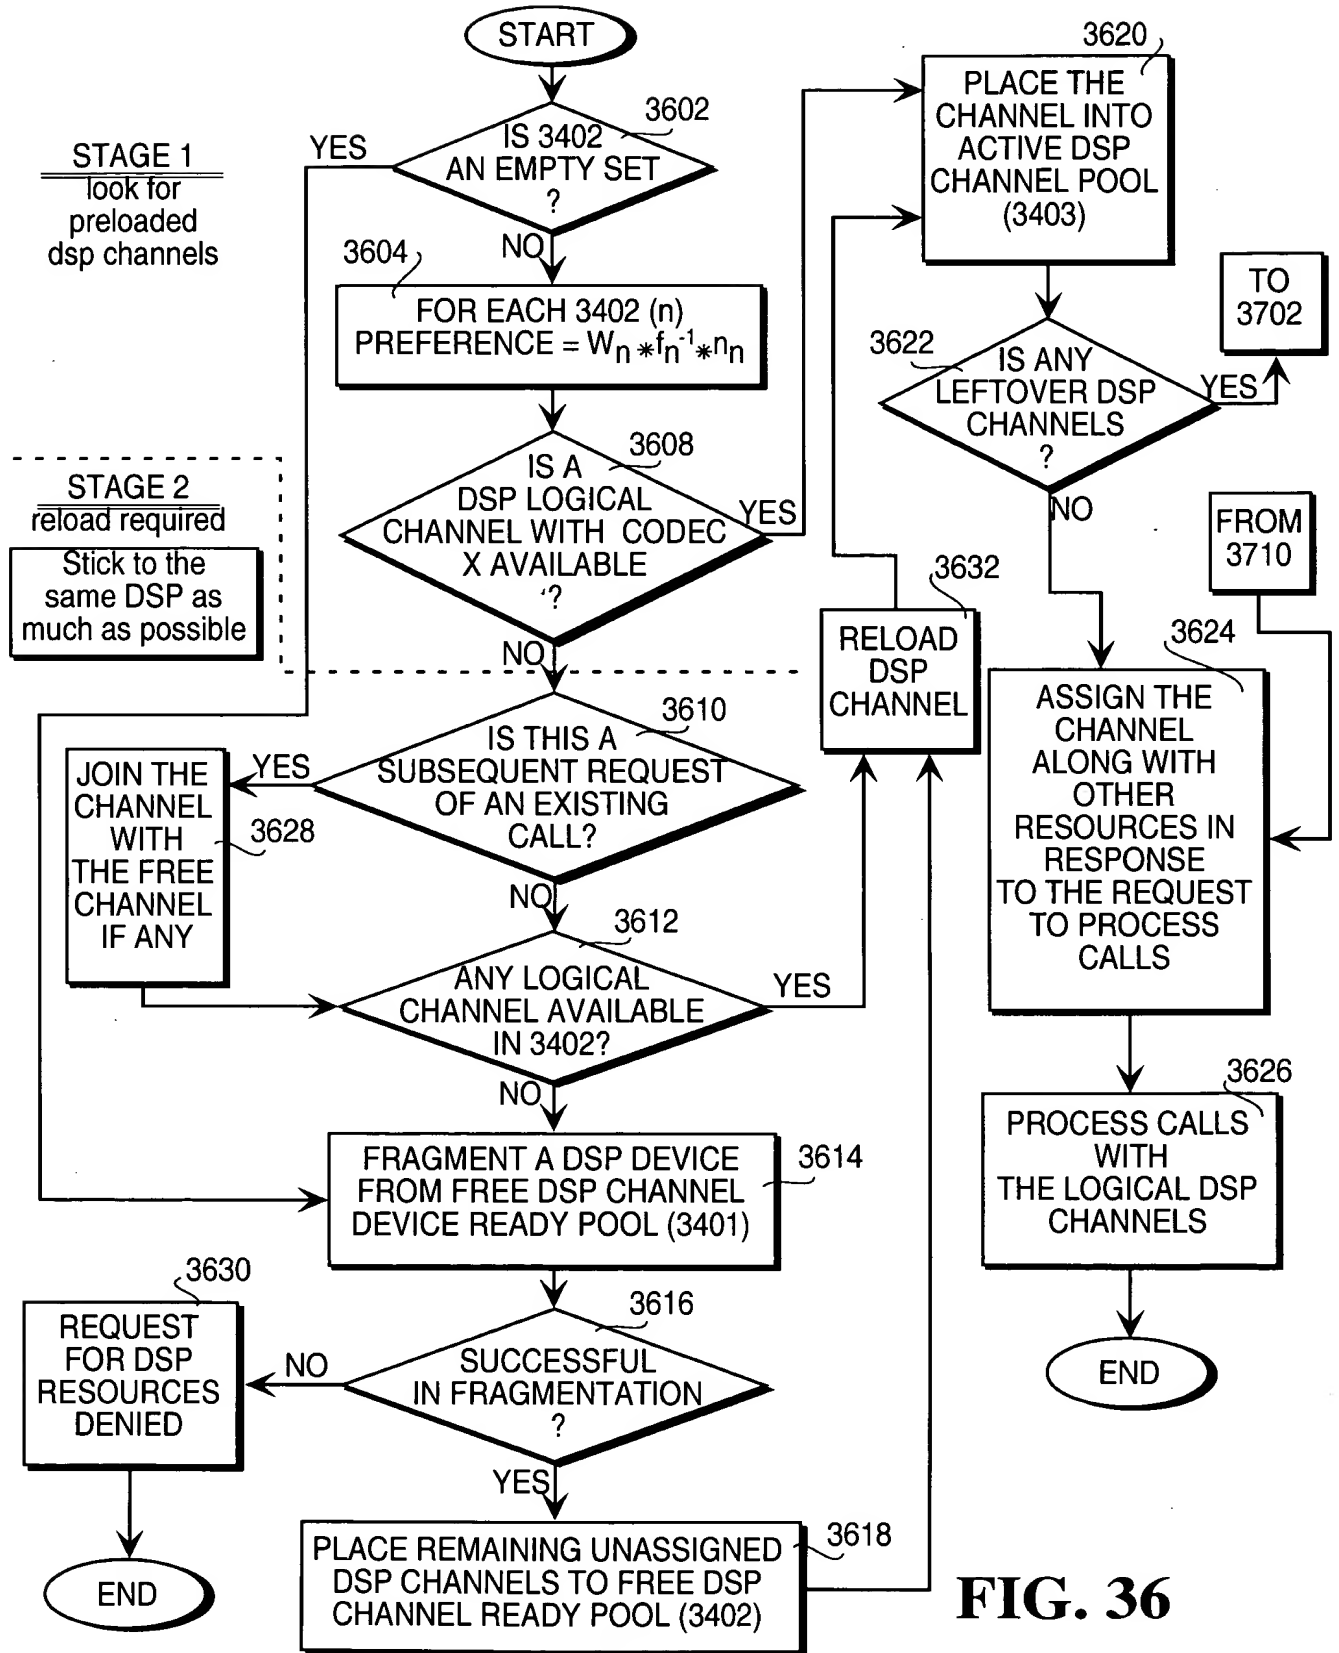 START
3602
IS 3402
AN EMPTY SET
?
YES
NO
STAGE 1
look for
preloaded
dsp channels
3604
FOR EACH 3402 (n)
PREFERENCE = Wn * fn-1 * nn
3608
IS A
DSP LOGICAL
CHANNEL WITH CODEC
X AVAILABLE
?
YES
NO
STAGE 2
reload required
Stick to the
same DSP as
much as possible
3610
IS THIS A
SUBSEQUENT REQUEST
OF AN EXISTING
CALL?
YES
NO
JOIN THE
CHANNEL
WITH
THE FREE
CHANNEL
IF ANY
3628
3612
ANY LOGICAL
CHANNEL AVAILABLE
IN 3402?
YES
NO
FRAGMENT A DSP DEVICE
FROM FREE DSP CHANNEL
DEVICE READY POOL (3401)
3614
3616
SUCCESSFUL
IN FRAGMENTATION
?
NO
YES
3630
REQUEST
FOR DSP
RESOURCES
DENIED
END
PLACE REMAINING UNASSIGNED
DSP CHANNELS TO FREE DSP
CHANNEL READY POOL (3402)
3618
3632
RELOAD
DSP
CHANNEL
3620
PLACE THE
CHANNEL INTO
ACTIVE DSP
CHANNEL POOL
(3403)
3622
IS ANY
LEFTOVER DSP
CHANNELS
?
YES
NO
TO
3702
FROM
3710
3624
ASSIGN THE
CHANNEL
ALONG WITH
OTHER
RESOURCES IN
RESPONSE
TO THE REQUEST
TO PROCESS
CALLS
3626
PROCESS CALLS
WITH
THE LOGICAL DSP
CHANNELS
END
FIG. 36